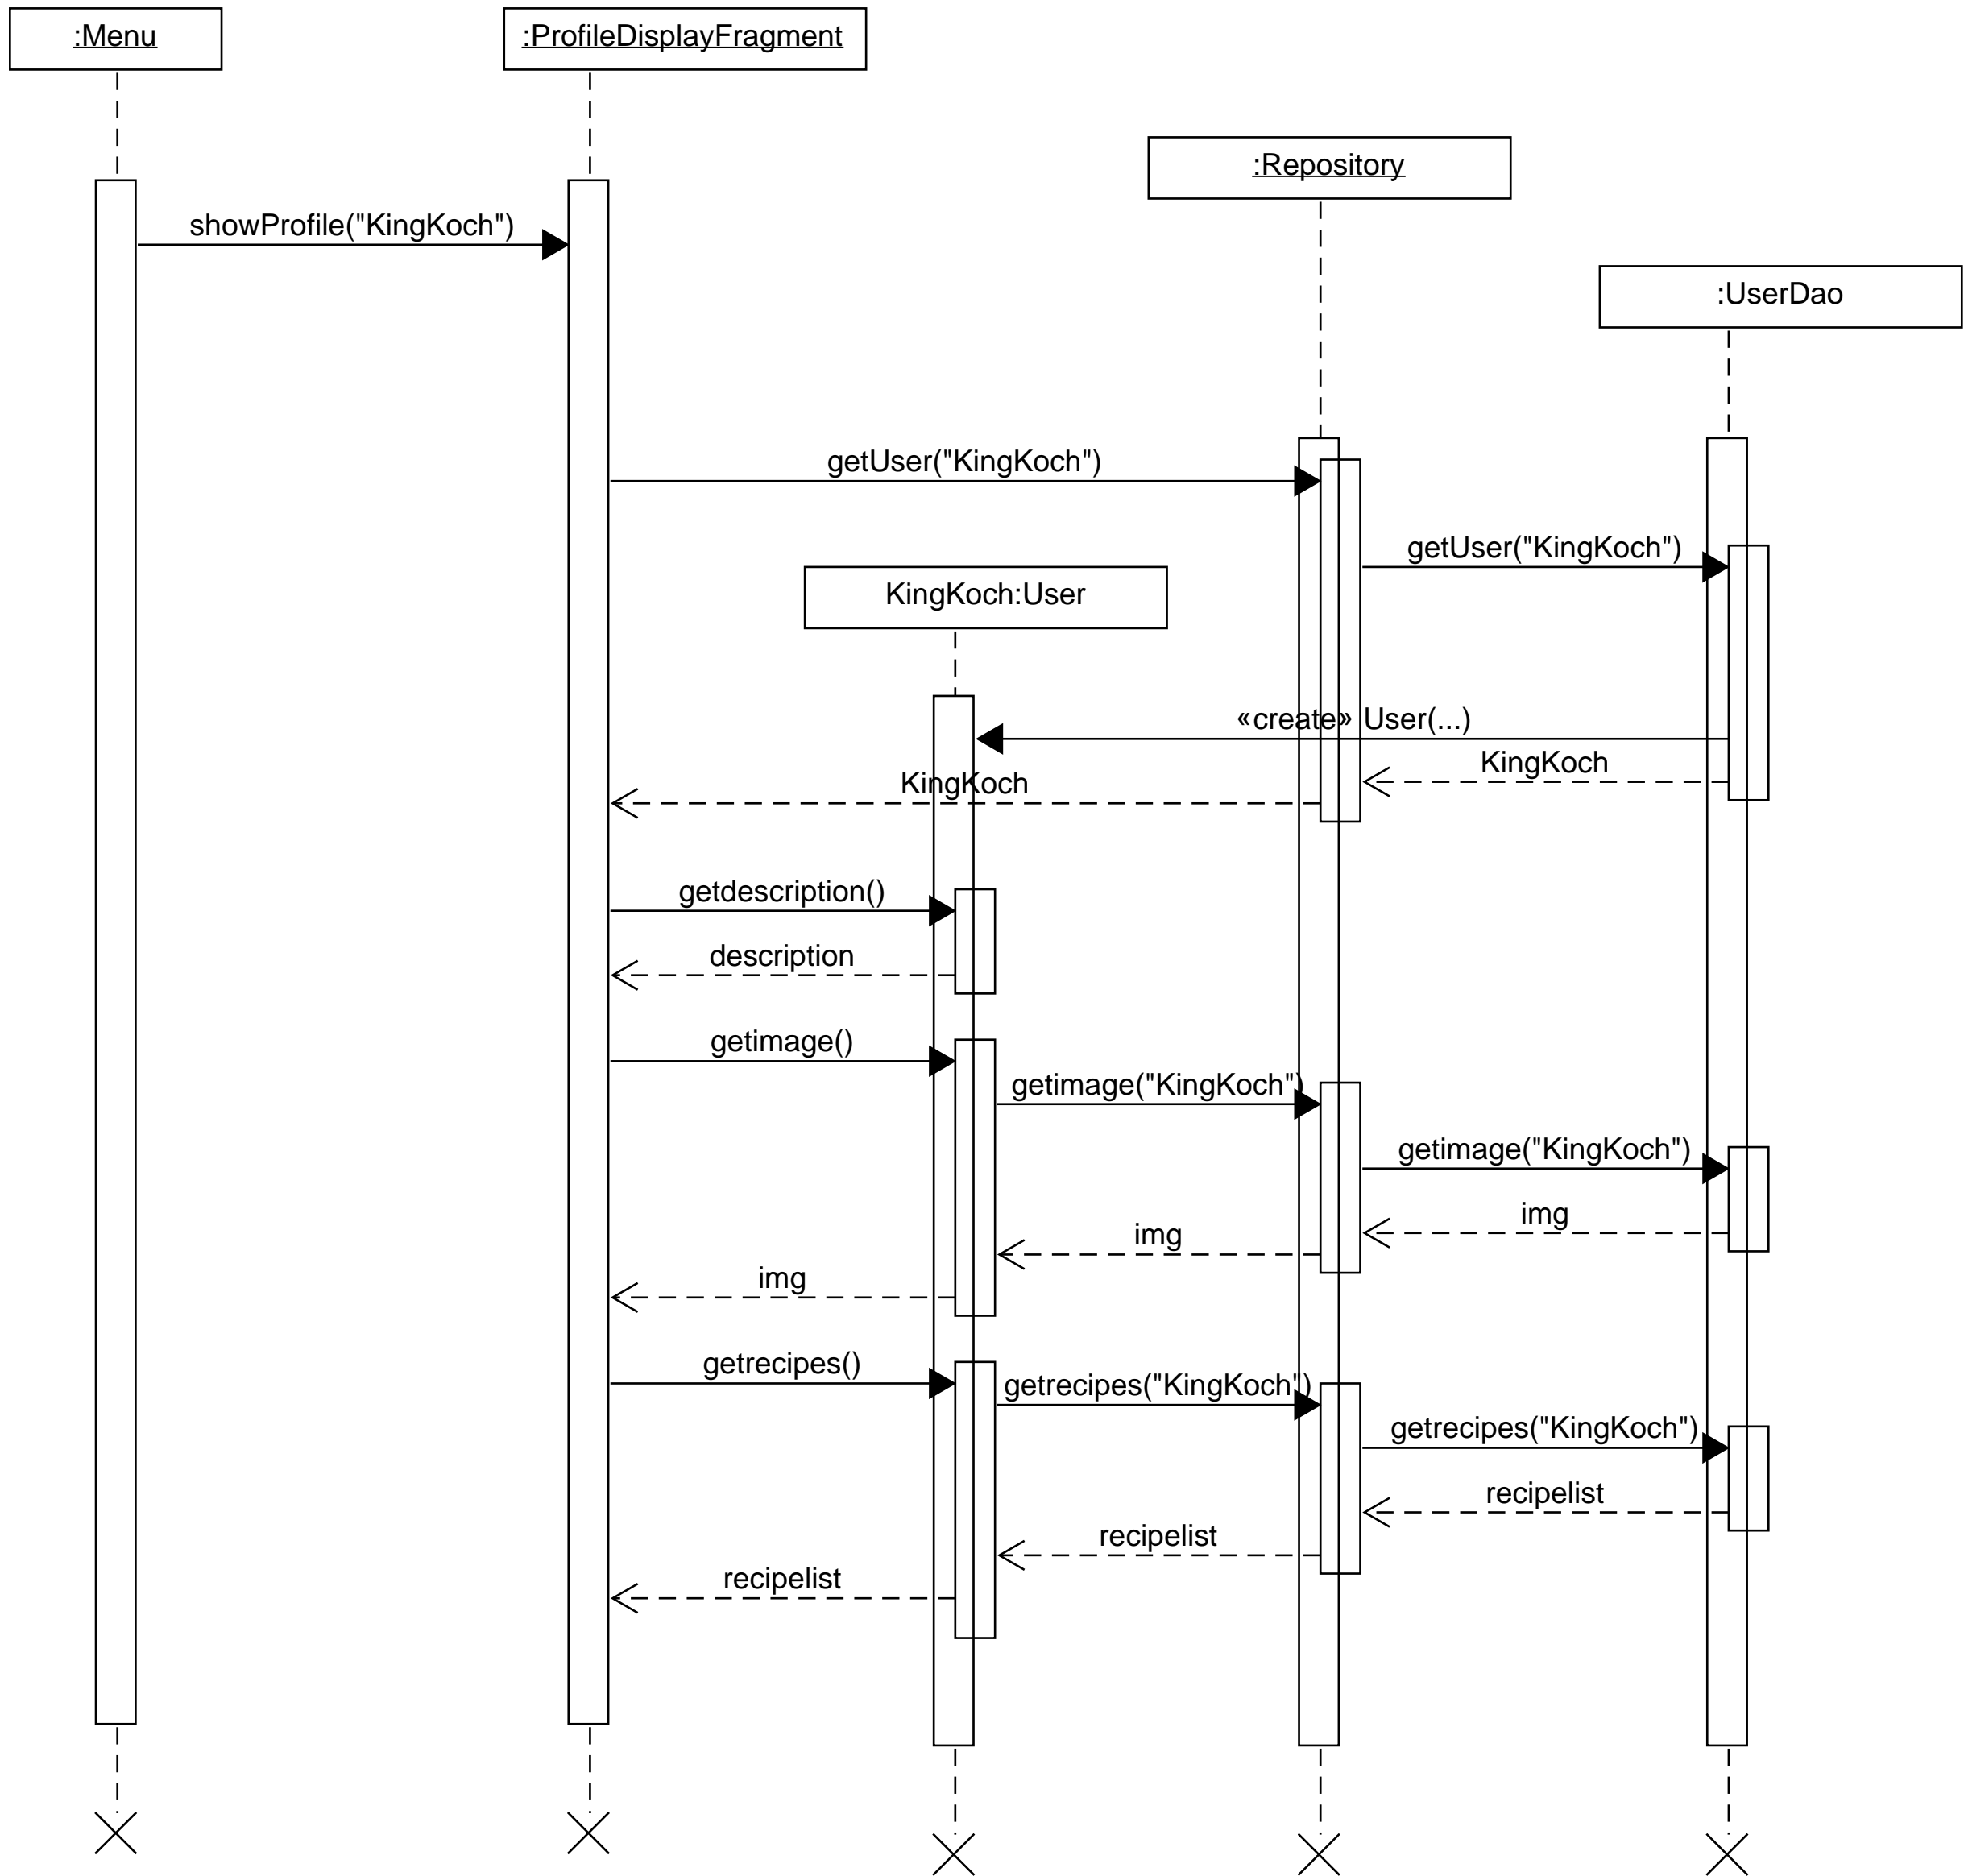 :Menu
:ProfileDisplayFragment
:Repository
showProfile("KingKoch")
:UserDao
getUser("KingKoch")
getUser("KingKoch")
KingKoch:User
«create» User(...)
KingKoch
KingKoch
getdescription()
description
getimage()
getimage("KingKoch")
getimage("KingKoch")
img
img
img
getrecipes()
getrecipes("KingKoch")
getrecipes("KingKoch")
recipelist
recipelist
recipelist